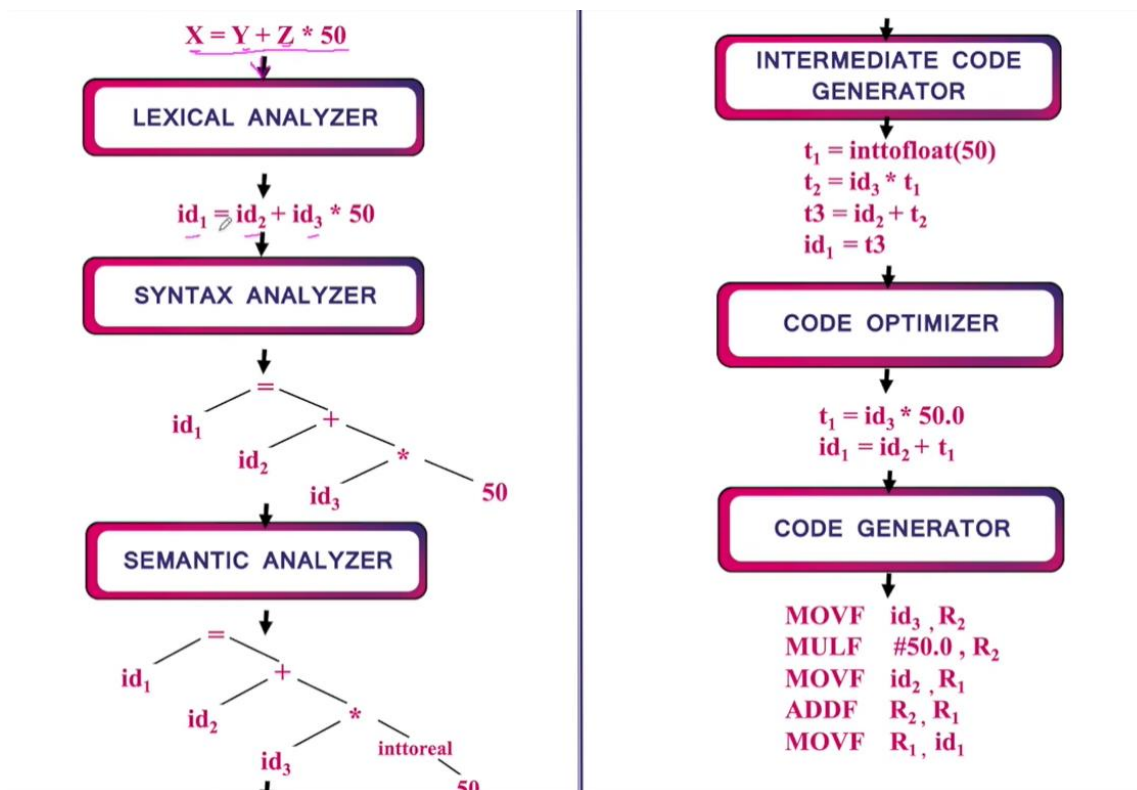 X = Y + Z * 50
LEXICAL ANALYZER
id₁ = id₂ + id₃ * 50
SYNTAX ANALYZER
=
id₁ +
id₂ *
id₃ 50
SEMANTIC ANALYZER
=
id₁ +
id₂ *
id₃ inttoreal
50
INTERMEDIATE CODE
GENERATOR
t₁ = inttofloat(50)
t₂ = id₃ * t₁
t3 = id₂ + t₂
id₁ = t3
CODE OPTIMIZER
t₁ = id₃ * 50.0
id₁ = id₂ + t₁
CODE GENERATOR
MOVF id₃ , R₂
MULF #50.0 , R₂
MOVF id₂ , R₁
ADDF R₂ , R₁
MOVF R₁ , id₁